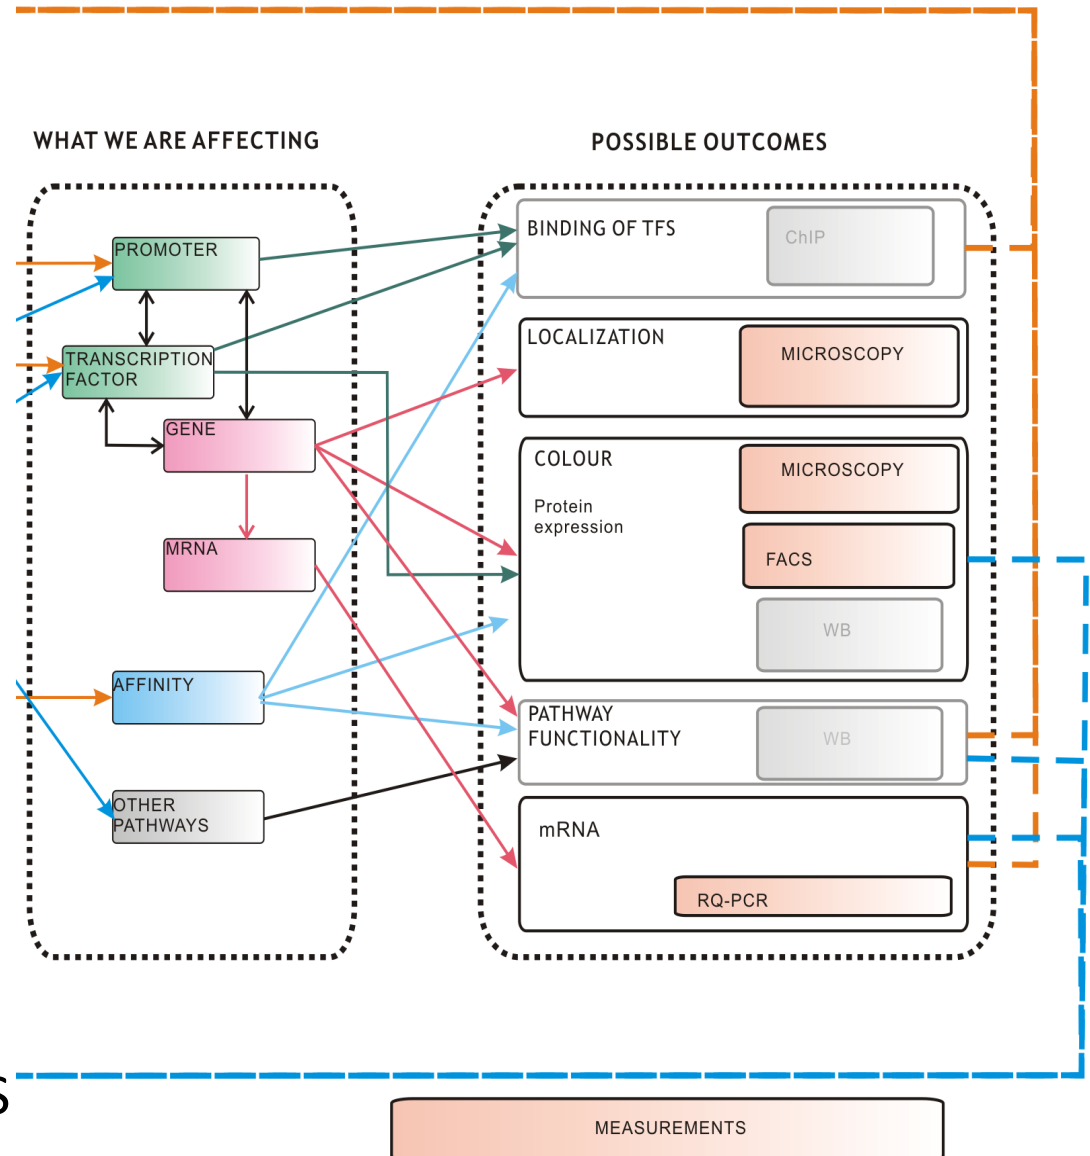 WHAT WE ARE AFFECTING
POSSIBLE OUTCOMES
PROMOTER
TRANSCRIPTION
FACTOR
GENE
MRNA
AFFINITY
OTHER
PATHWAYS
BINDING OF TFS
ChIP
LOCALIZATION
MICROSCOPY
COLOUR
MICROSCOPY
Protein
expression
FACS
WB
PATHWAY
FUNCTIONALITY
WB
mRNA
RQ-PCR
S
MEASUREMENTS